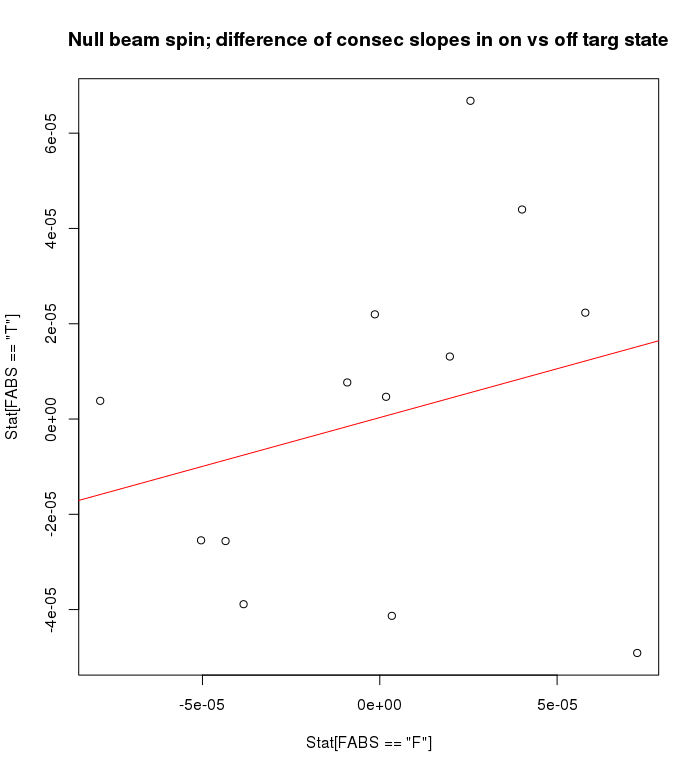 Null beam spin; difference of consec slopes in on vs off targ state
Stat[FABS == "T"]
6e-05
4e-05
2e-05
0e+00
-2e-05
-4e-05
-5e-05
0e+00
5e-05
Stat[FABS == "F"]